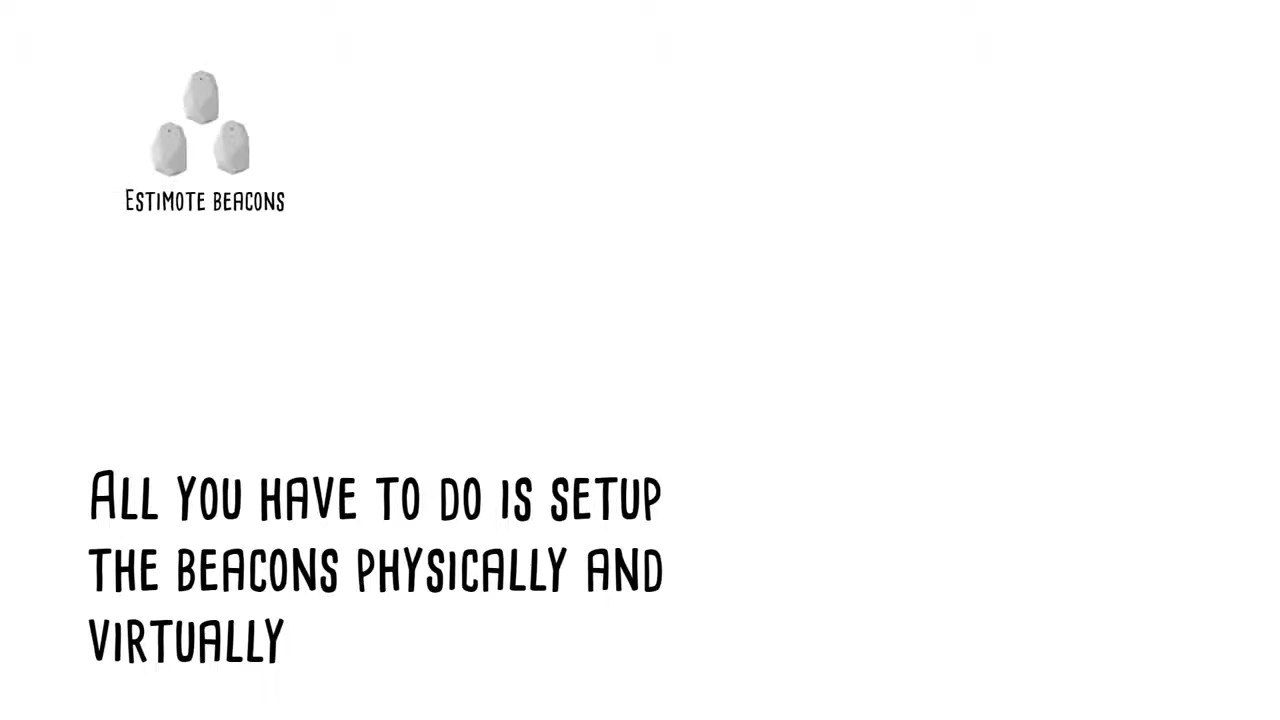 Estimote beacons
All you have to do is setup
the beacons physically and
virtually